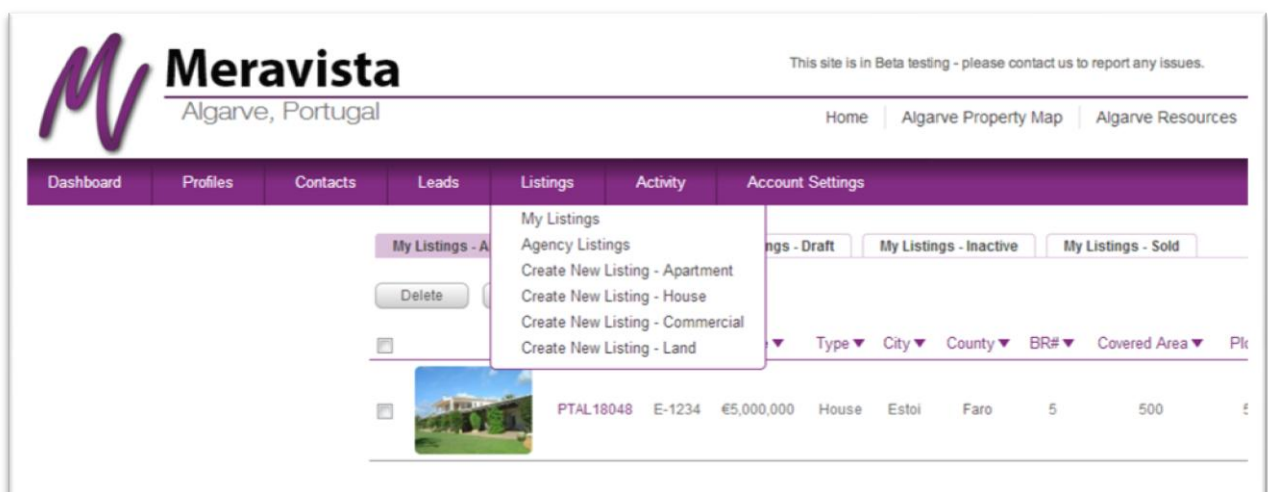 Meravista
Algarve, Portugal
This site is in Beta testing - please contact us to report any issues.
Home Algarve Property Map Algarve Resources
Dashboard Profiles Contacts Leads Listings Activity Account Settings
My Listings
Agency Listings
Create New Listing - Apartment
Create New Listing - House
Create New Listing - Commercial
Create New Listing - Land
My Listings - Draft My Listings - Inactive My Listings - Sold
Delete
Type▼ City▼ County▼ BR#▼ Covered Area▼
PTAL18048 E-1234 €5,000,000 House Estoi Faro 5 500